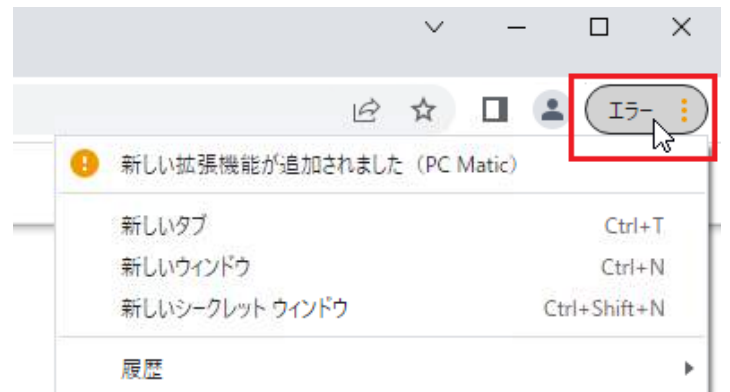 エラー
新しい拡張機能が追加されました（PC Matic）
新しいタブ Ctrl+T
新しいウィンドウ Ctrl+N
新しいシークレット ウィンドウ Ctrl+Shift+N
履歴